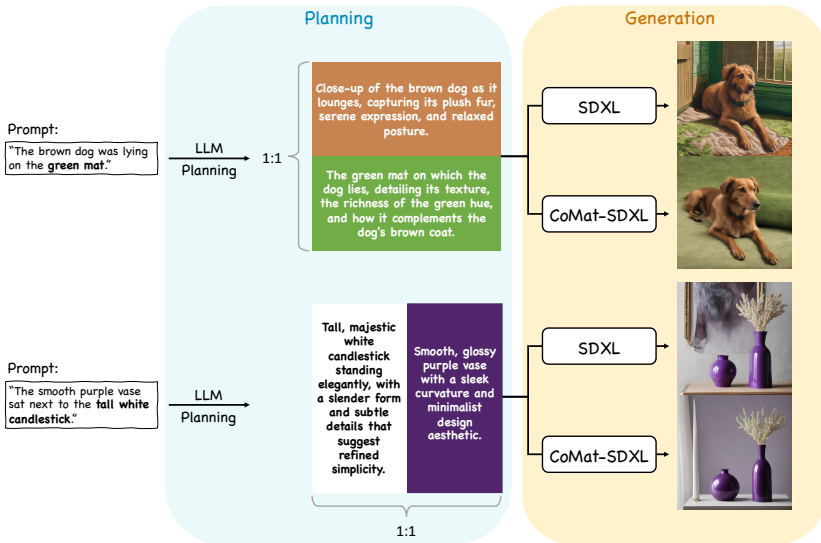 Planning
Generation
Prompt:
“The brown dog was lying
on the green mat.”
LLM
Planning
1:1
Close-up of the brown dog as it
lounges, capturing its plush fur,
serene expression, and relaxed
posture.
The green mat on which the
dog lies, detailing its texture,
the richness of the green hue,
and how it complements the
dog's brown coat.
SDXL
CoMat-SDXL
Prompt:
“The smooth purple vase
sat next to the tall white
candlestick.”
LLM
Planning
Tall, majestic
white
candlestick
standing
elegantly, with
a slender form
and subtle
details that
suggest
refined
simplicity.
Smooth, glossy
purple vase
with a sleek
curvature and
minimalist
design
aesthetic.
1:1
SDXL
CoMat-SDXL